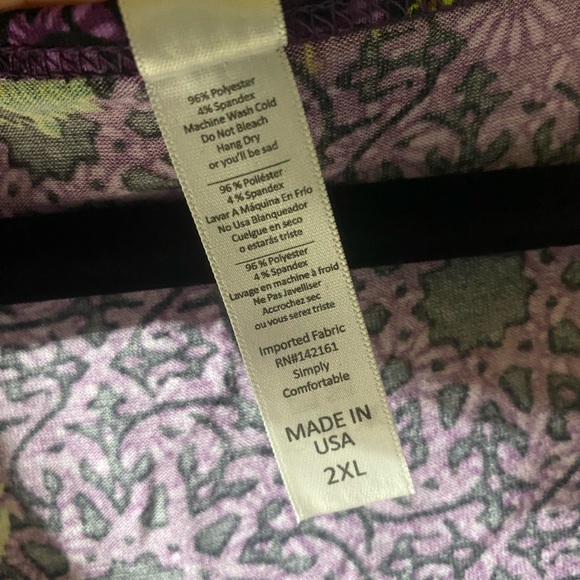 96% Polyester
4% Spandex
Machine Wash Cold
Do Not Bleach
Hang Dry
or you'll be sad
96% Poliéster
4% Spandex
Lavar A Máquina En Frío
No Usa Blanqueador
Cuelgue en seco
o estarás triste
96% Polyester
4% Spandex
Lavage en machine à froid
Ne Pas Javelliser
Accrochez sec
ou vous serez triste
Imported Fabric
RN#142161
Simply
Comfortable
MADE IN
USA
2XL